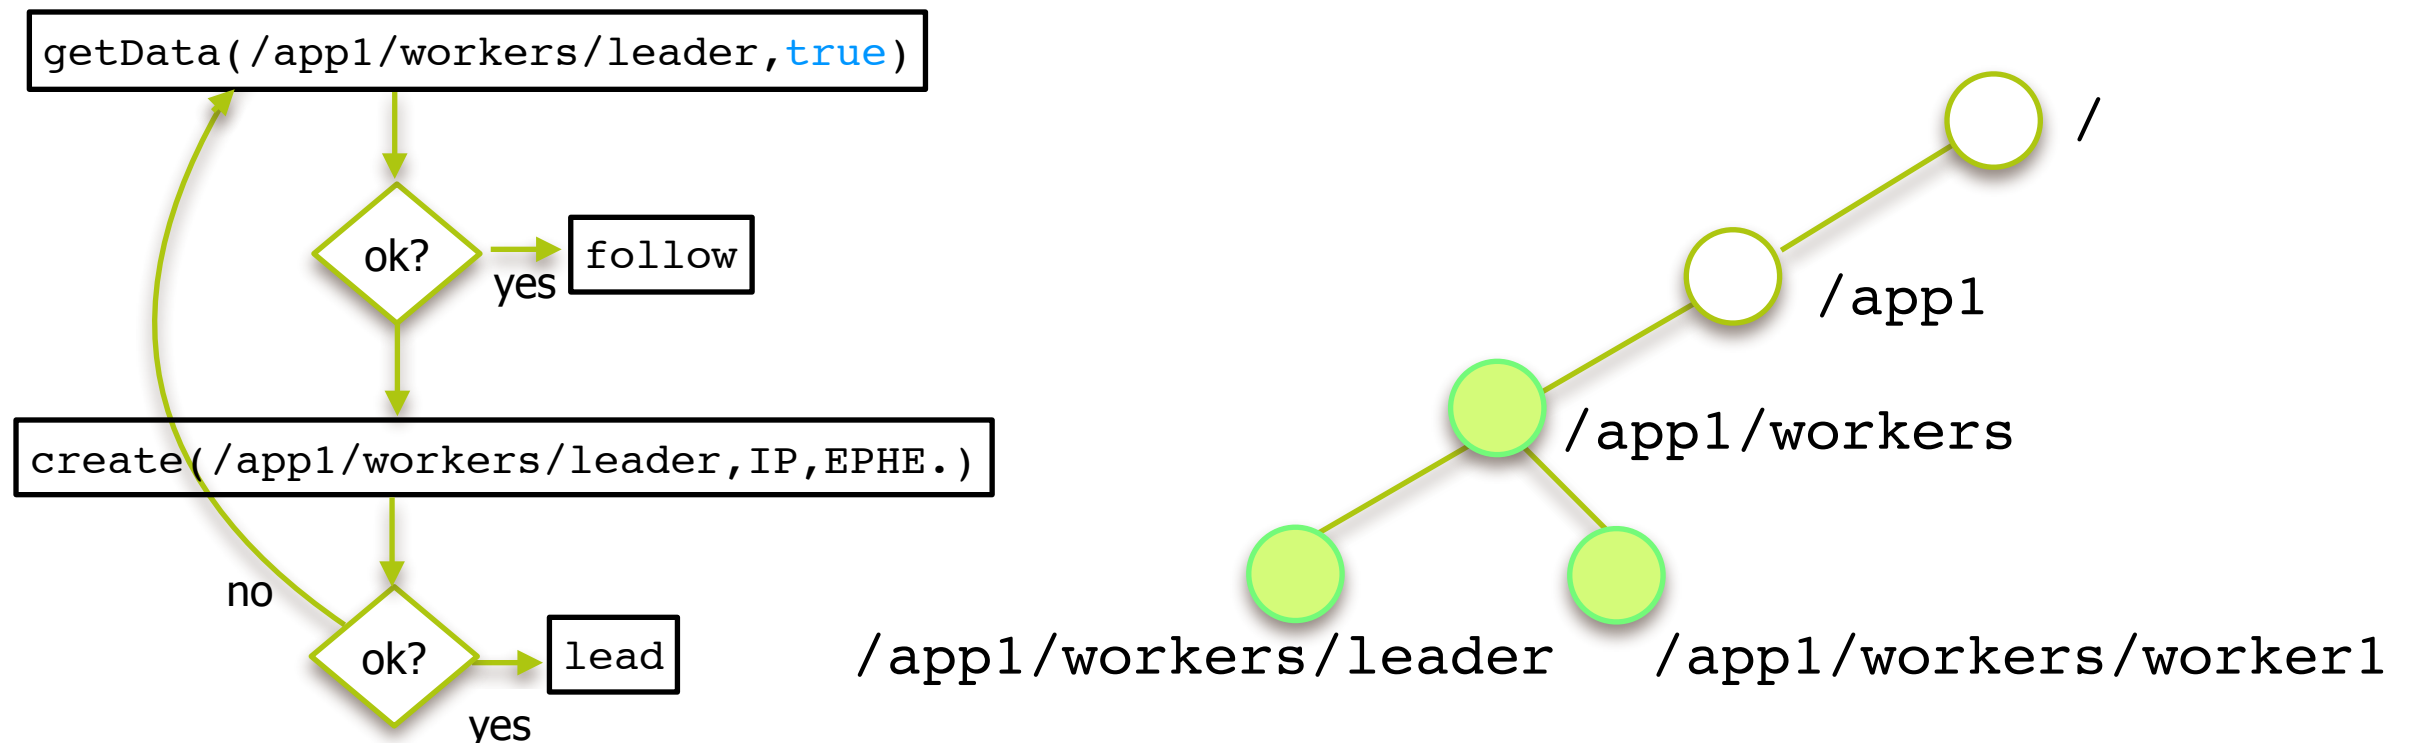 getData(/app1/workers/leader,true)
ok?
yes
follow
create(/app1/workers/leader,IP,EPHE.)
no
ok?
yes
lead
/
/app1
/app1/workers
/app1/workers/leader
/app1/workers/worker1